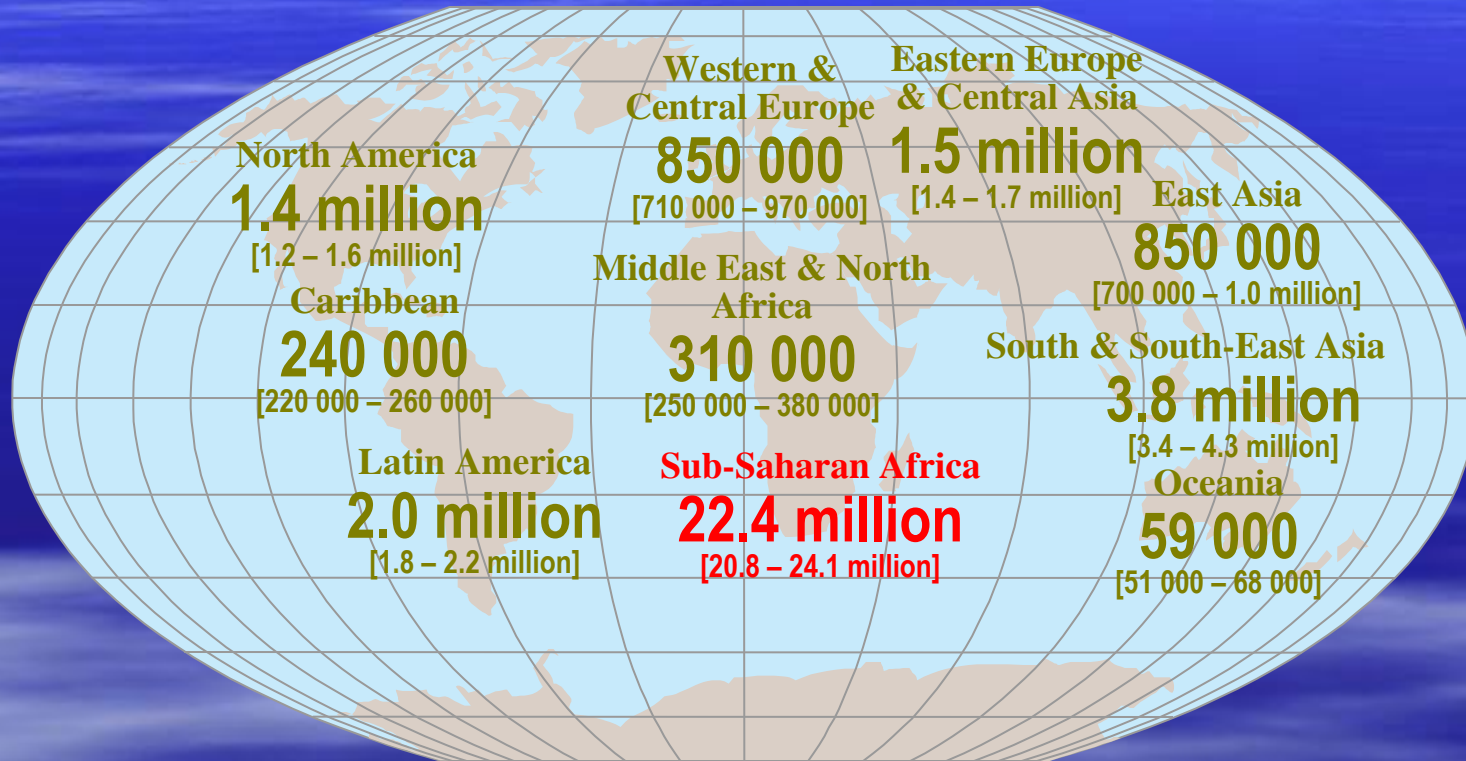 Western &
Central Europe
850 000
[710 000 – 970 000]
Eastern Europe
& Central Asia
1.5 million
[1.4 – 1.7 million]
North America
1.4 million
[1.2 – 1.6 million]
East Asia
850 000
[700 000 – 1.0 million]
Middle East & North
Africa
310 000
[250 000 – 380 000]
Caribbean
240 000
[220 000 – 260 000]
South & South-East Asia
3.8 million
[3.4 – 4.3 million]
Latin America
2.0 million
[1.8 – 2.2 million]
Sub-Saharan Africa
22.4 million
[20.8 – 24.1 million]
Oceania
59 000
[51 000 – 68 000]